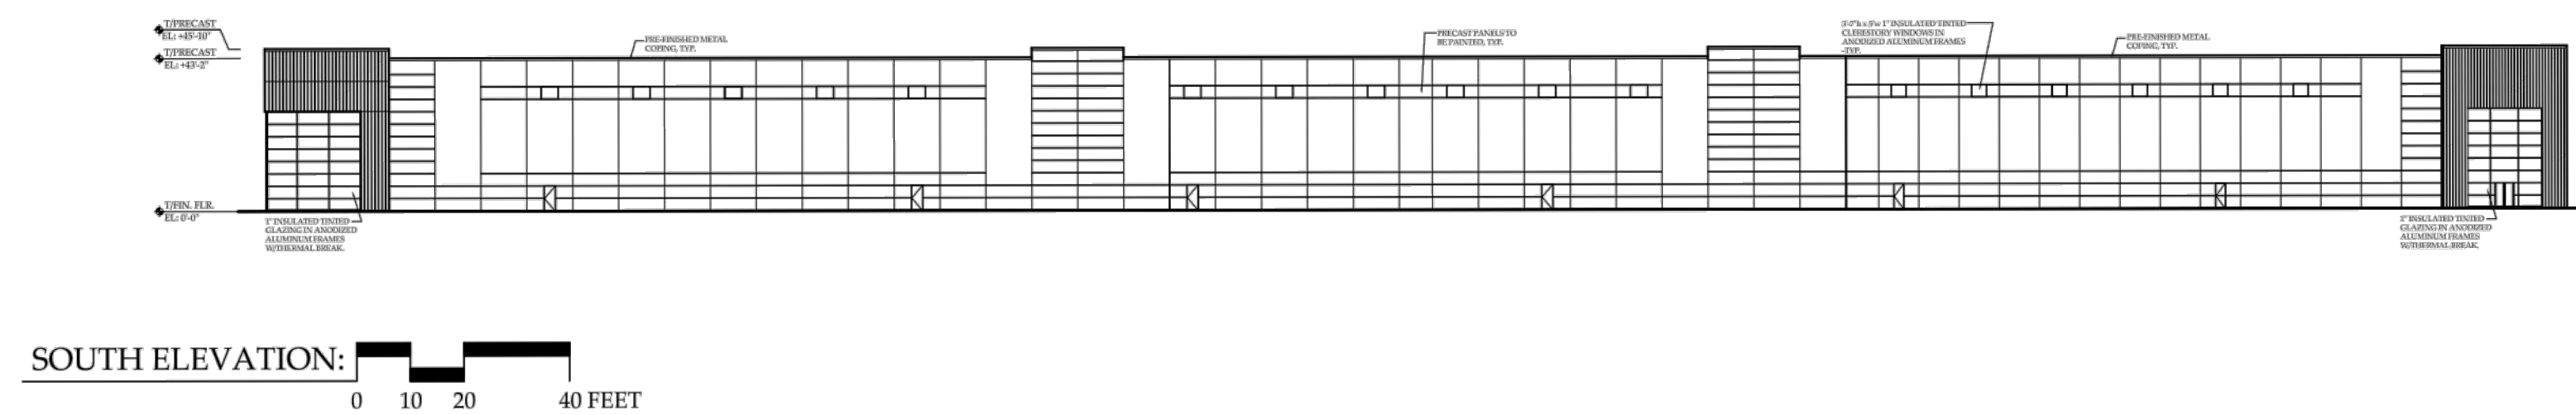 T/PRECAST
EL: +45'-10"
T/PRECAST
EL: +43'-2"
T/FIN. FLR.
EL: 0'-0"
PRE-FINISHED METAL
COPING, TYP.
PRECAST PANELS TO
BE PAINTED, TYP.
1" INSULATED TINTED
CLERESTORY WINDOWS IN
ANODIZED ALUMINUM FRAMES
-TYP.
PRE-FINISHED METAL
COPING, TYP.
1" INSULATED TINTED
GLAZING IN ANODIZED
ALUMINUM FRAMES
W/THERMAL BREAK.
1" INSULATED TINTED
GLAZING IN ANODIZED
ALUMINUM FRAMES
W/THERMAL BREAK.
SOUTH ELEVATION:
0 10 20 40 FEET